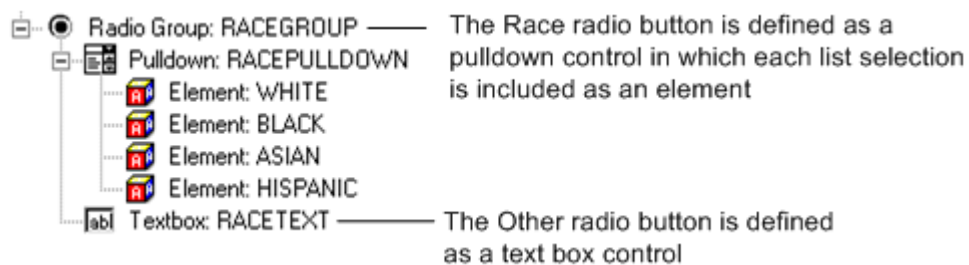 Radio Group: RACEGROUP
The Race radio button is defined as a
pulldown control in which each list selection
is included as an element
Pulldown: RACEPULLDOWN
Element: WHITE
Element: BLACK
Element: ASIAN
Element: HISPANIC
Textbox: RACETEXT
The Other radio button is defined
as a text box control